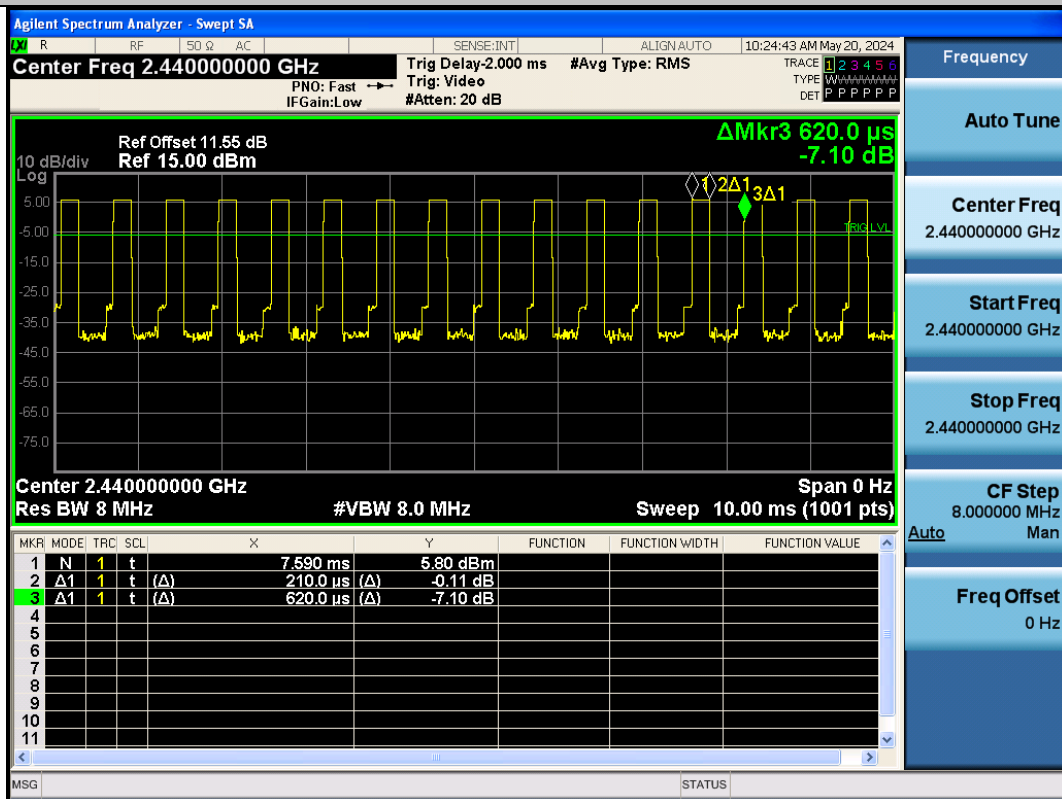 Agilent Spectrum Analyzer - Swept SA
LXI R RF 50 Ω AC SENSE:INT ALIGN AUTO 10:24:43 AM May 20, 2024
Center Freq 2.440000000 GHz
PNO: Fast
IFGain:Low
Trig Delay-2.000 ms
Trig: Video
#Atten: 20 dB
#Avg Type: RMS
TRACE 1 2 3 4 5 6
TYPE W
DET P P P P P P
ΔMkr3 620.0 µs
-7.10 dB
Ref Offset 11.55 dB
10 dB/div Ref 15.00 dBm
Log
5.00
-5.00
-15.0
-25.0
-35.0
-45.0
-55.0
-65.0
-75.0
1 2Δ1 3Δ1
TRIG LVL
Center 2.440000000 GHz Span 0 Hz
Res BW 8 MHz #VBW 8.0 MHz Sweep 10.00 ms (1001 pts)
MKR MODE TRC SCL X Y FUNCTION FUNCTION WIDTH FUNCTION VALUE
1 N 1 t 7.590 ms 5.80 dBm
2 Δ1 1 t (Δ) 210.0 µs (Δ) -0.11 dB
3 Δ1 1 t (Δ) 620.0 µs (Δ) -7.10 dB
4
5
6
7
8
9
10
11
MSG STATUS
Frequency
Auto Tune
Center Freq
2.440000000 GHz
Start Freq
2.440000000 GHz
Stop Freq
2.440000000 GHz
CF Step
8.000000 MHz
Auto Man
Freq Offset
0 Hz